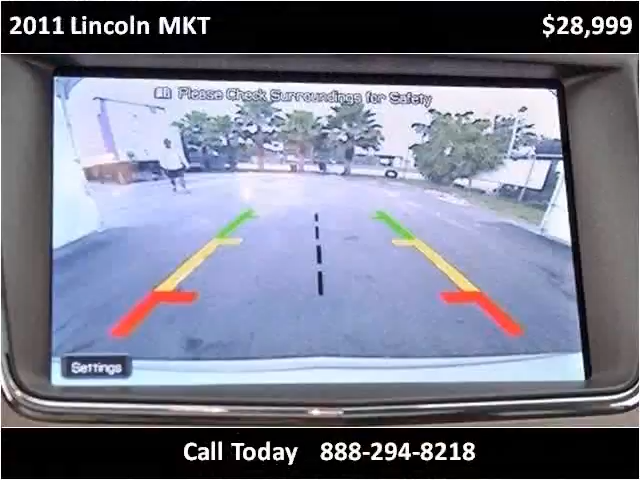 2011 Lincoln MKT
$28,999
Please Check Surroundings for Safety
Settings
Call Today 888-294-8218